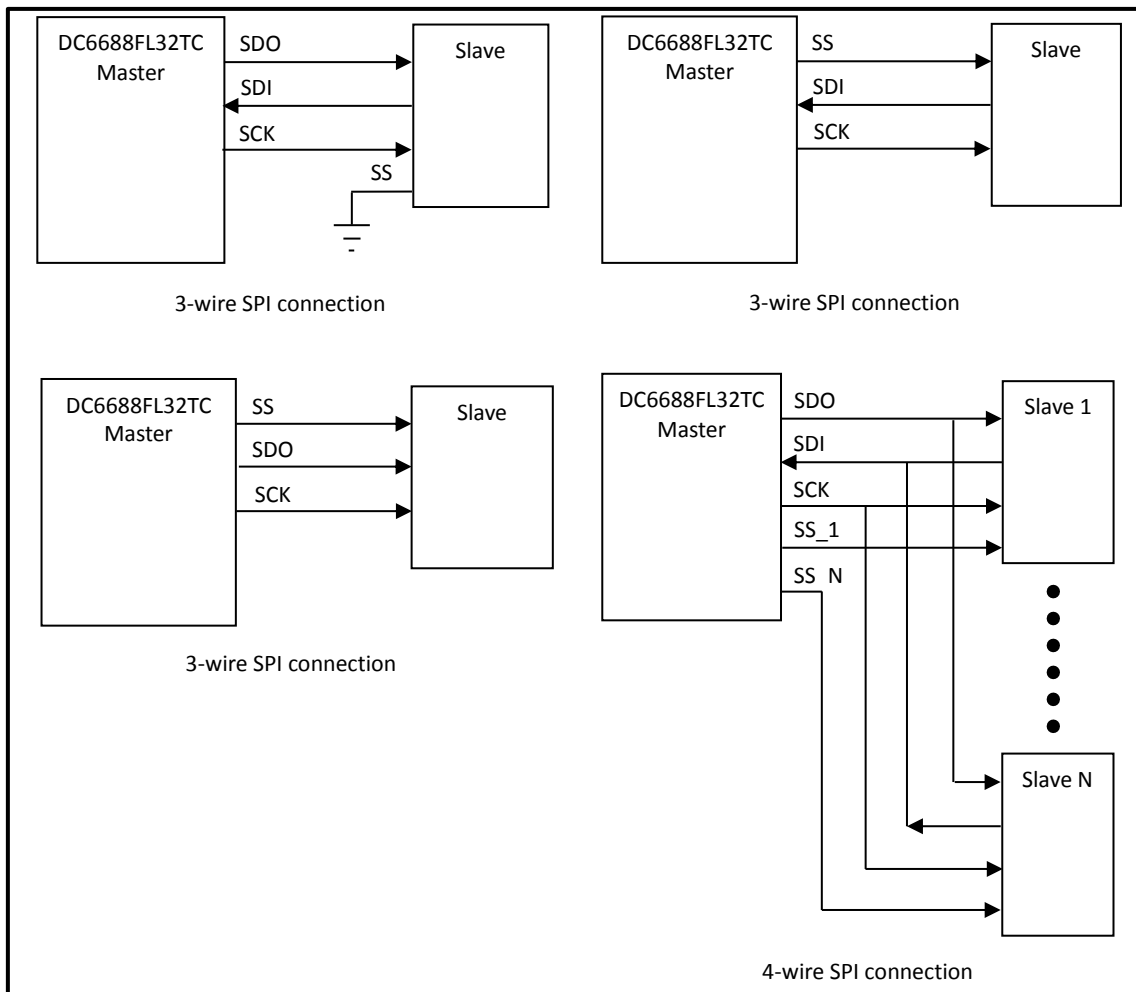 DC6688FL32TC
Master
SDO
SDI
SCK
SS
Slave
3-wire SPI connection
DC6688FL32TC
Master
SS
SDI
SCK
Slave
3-wire SPI connection
DC6688FL32TC
Master
SS
SDO
SCK
Slave
3-wire SPI connection
DC6688FL32TC
Master
SDO
SDI
SCK
SS_1
SS_N
Slave 1
Slave N
4-wire SPI connection